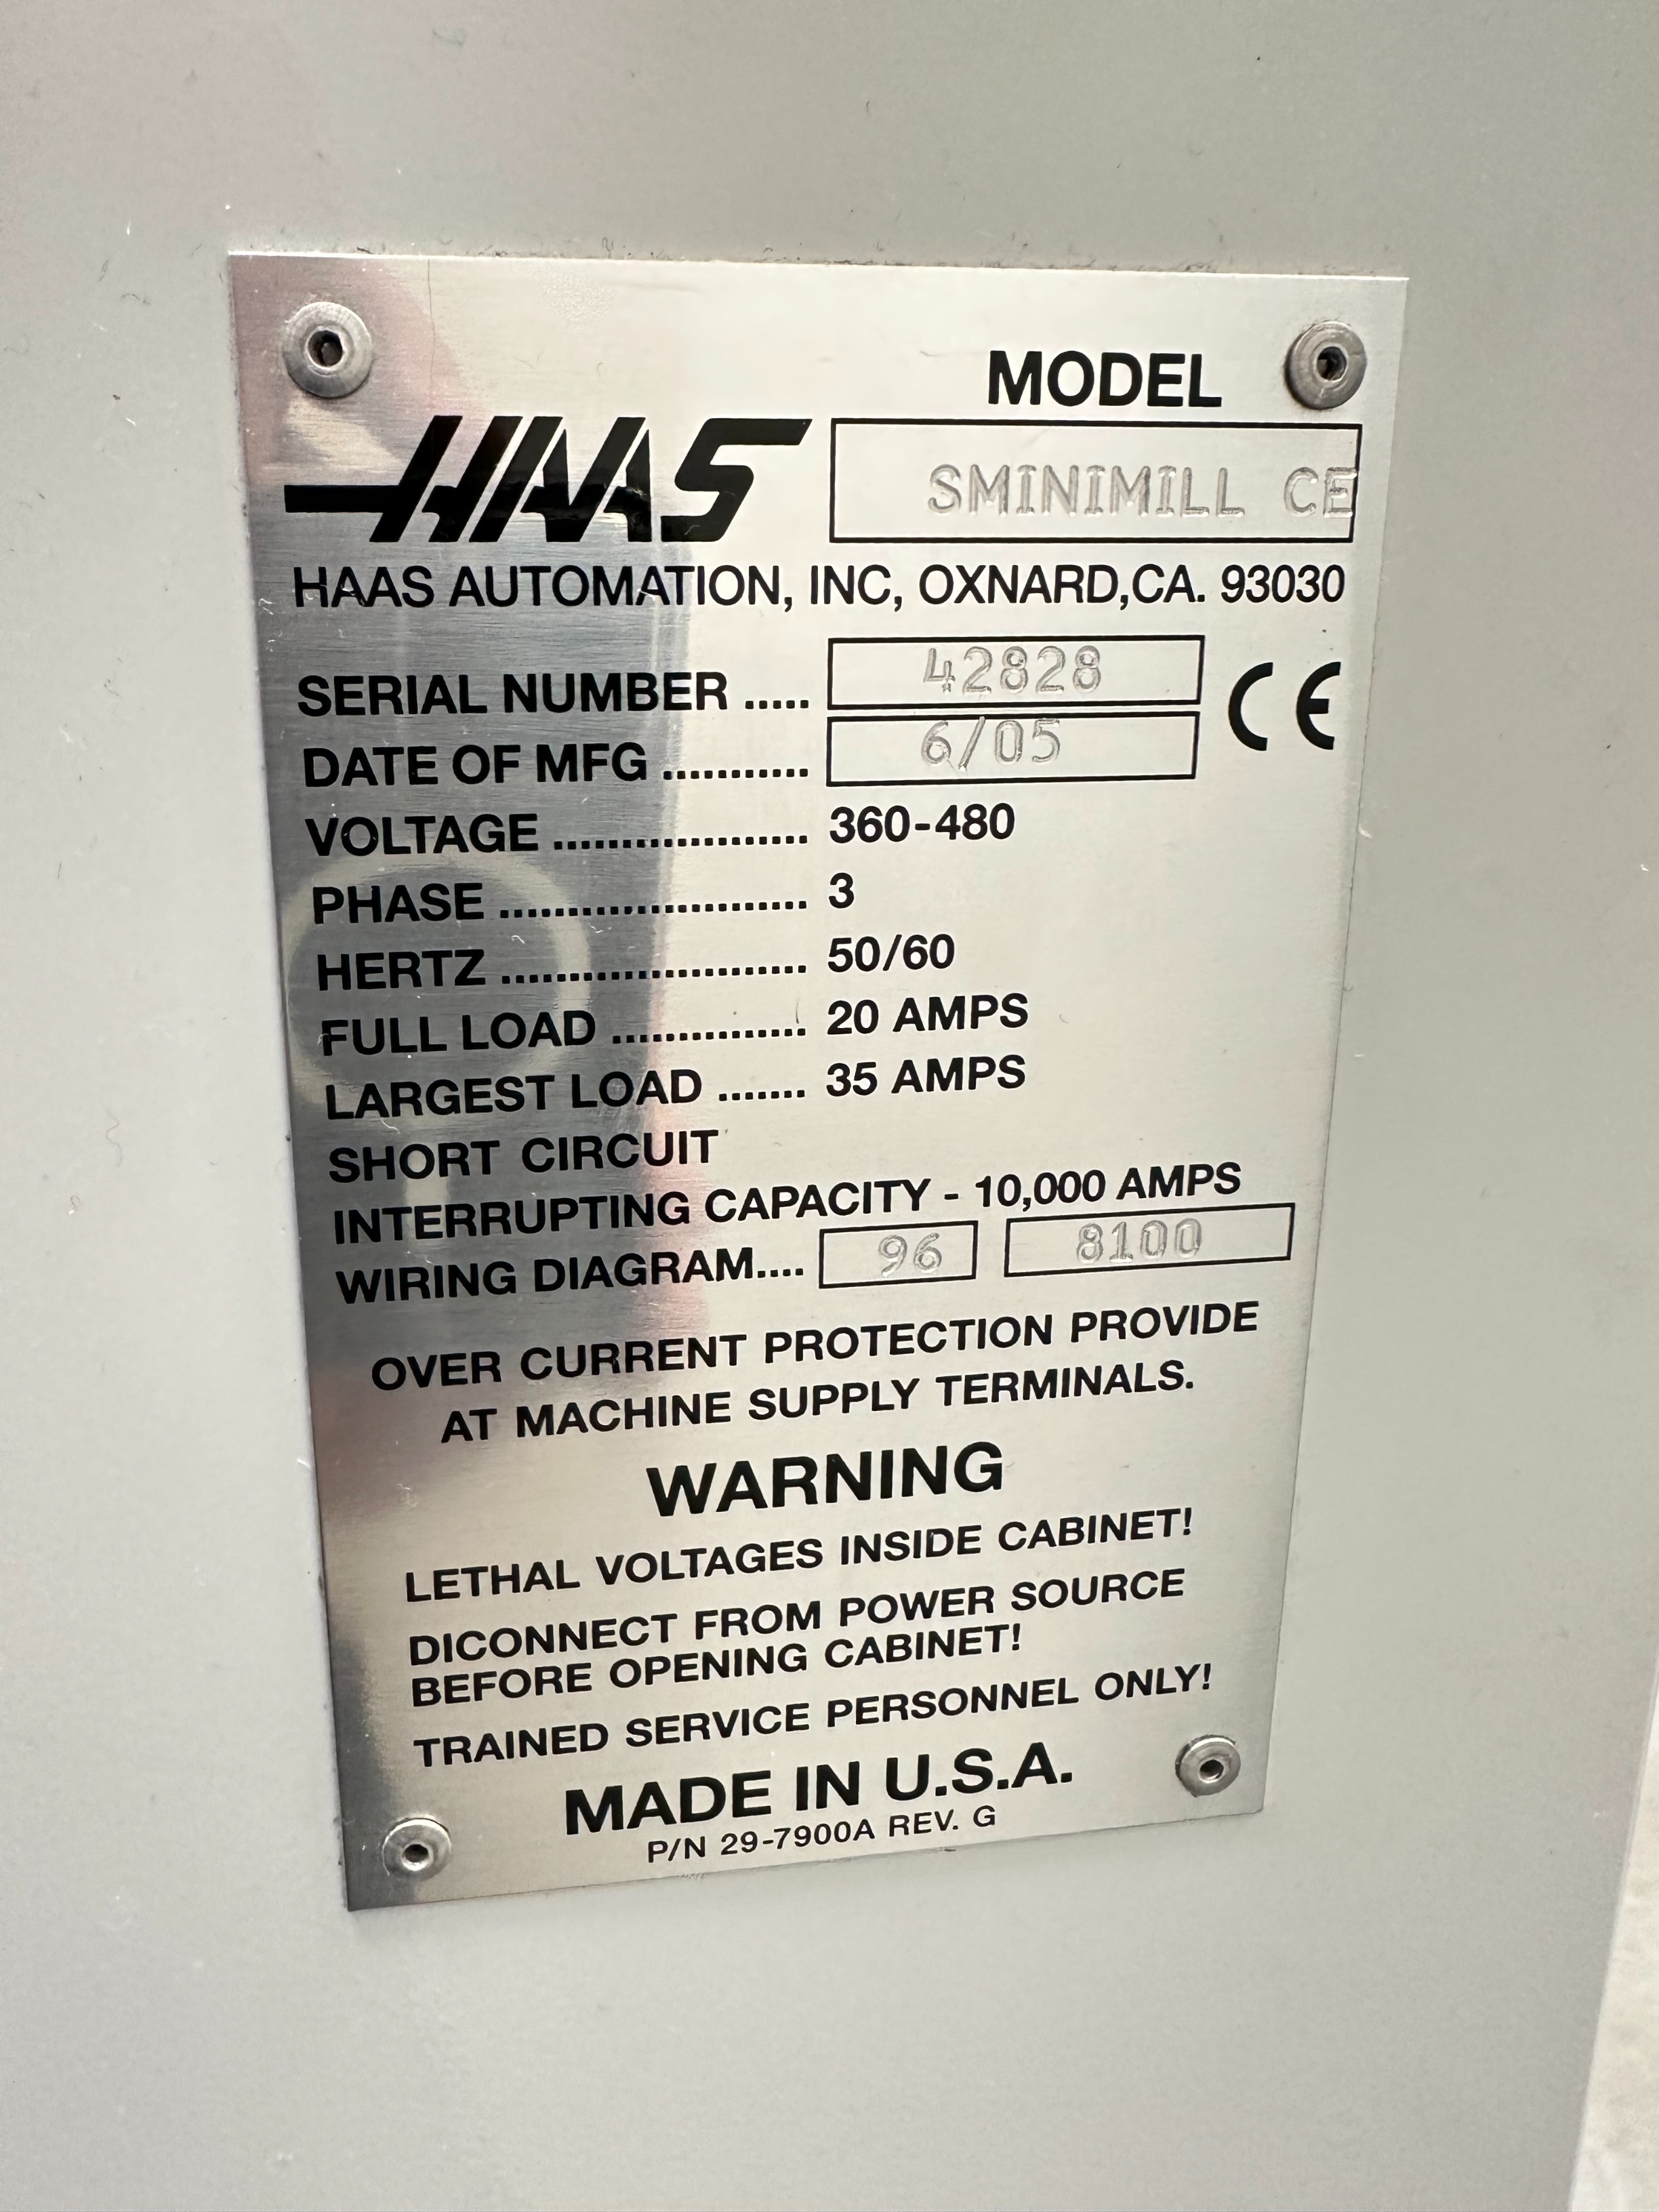 MODEL
HAAS SMINIMILL CE
HAAS AUTOMATION, INC, OXNARD,CA. 93030
SERIAL NUMBER ..... 42828
CE
DATE OF MFG ........... 6/05
VOLTAGE ................... 360-480
PHASE ....................... 3
HERTZ ....................... 50/60
FULL LOAD ............... 20 AMPS
LARGEST LOAD ....... 35 AMPS
SHORT CIRCUIT
INTERRUPTING CAPACITY - 10,000 AMPS
WIRING DIAGRAM.... 96 8100
OVER CURRENT PROTECTION PROVIDE
AT MACHINE SUPPLY TERMINALS.
WARNING
LETHAL VOLTAGES INSIDE CABINET!
DICONNECT FROM POWER SOURCE
BEFORE OPENING CABINET!
TRAINED SERVICE PERSONNEL ONLY!
MADE IN U.S.A.
P/N 29-7900A REV. G